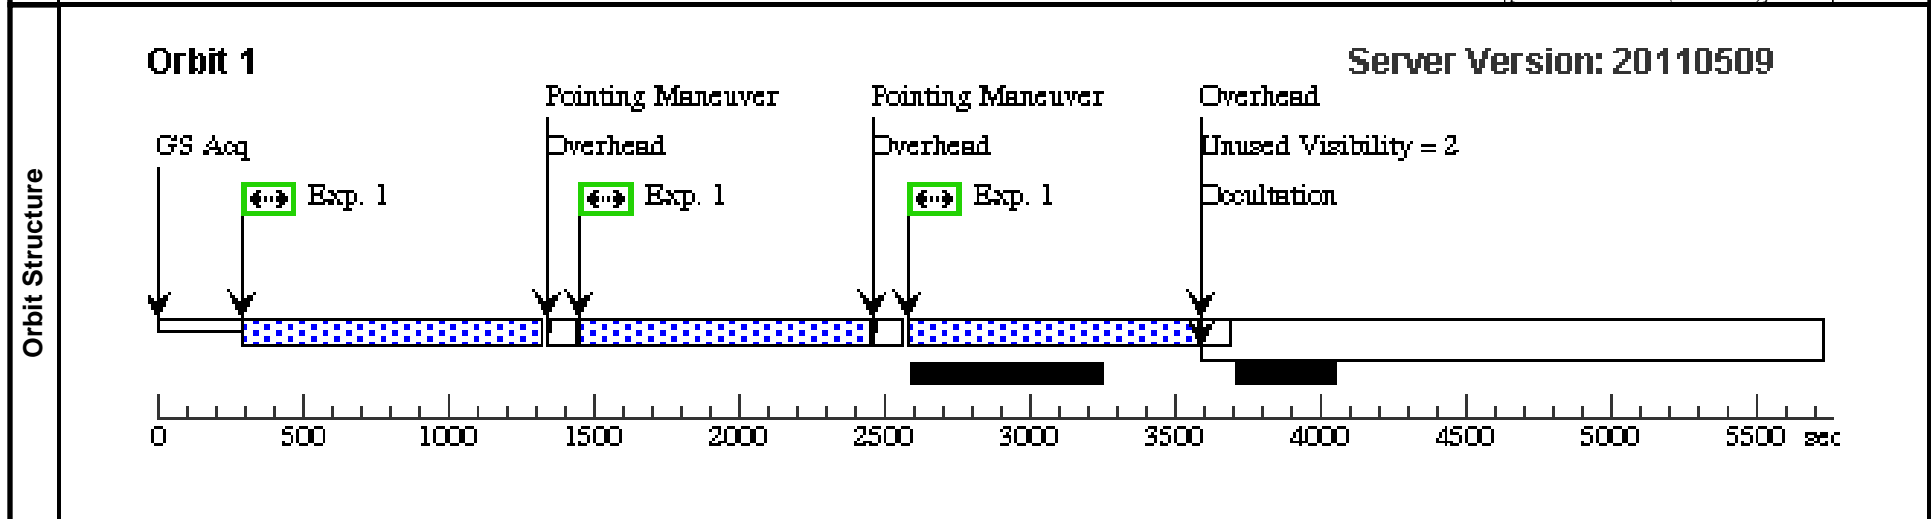 Orbit Structure
Orbit 1
Server Version: 20110509
Pointing Maneuver
Pointing Maneuver
Overhead
GS Acq
Overhead
Overhead
Unused Visibility = 2
Exp. 1
Exp. 1
Exp. 1
Occultation
0 500 1000 1500 2000 2500 3000 3500 4000 4500 5000 5500 sec